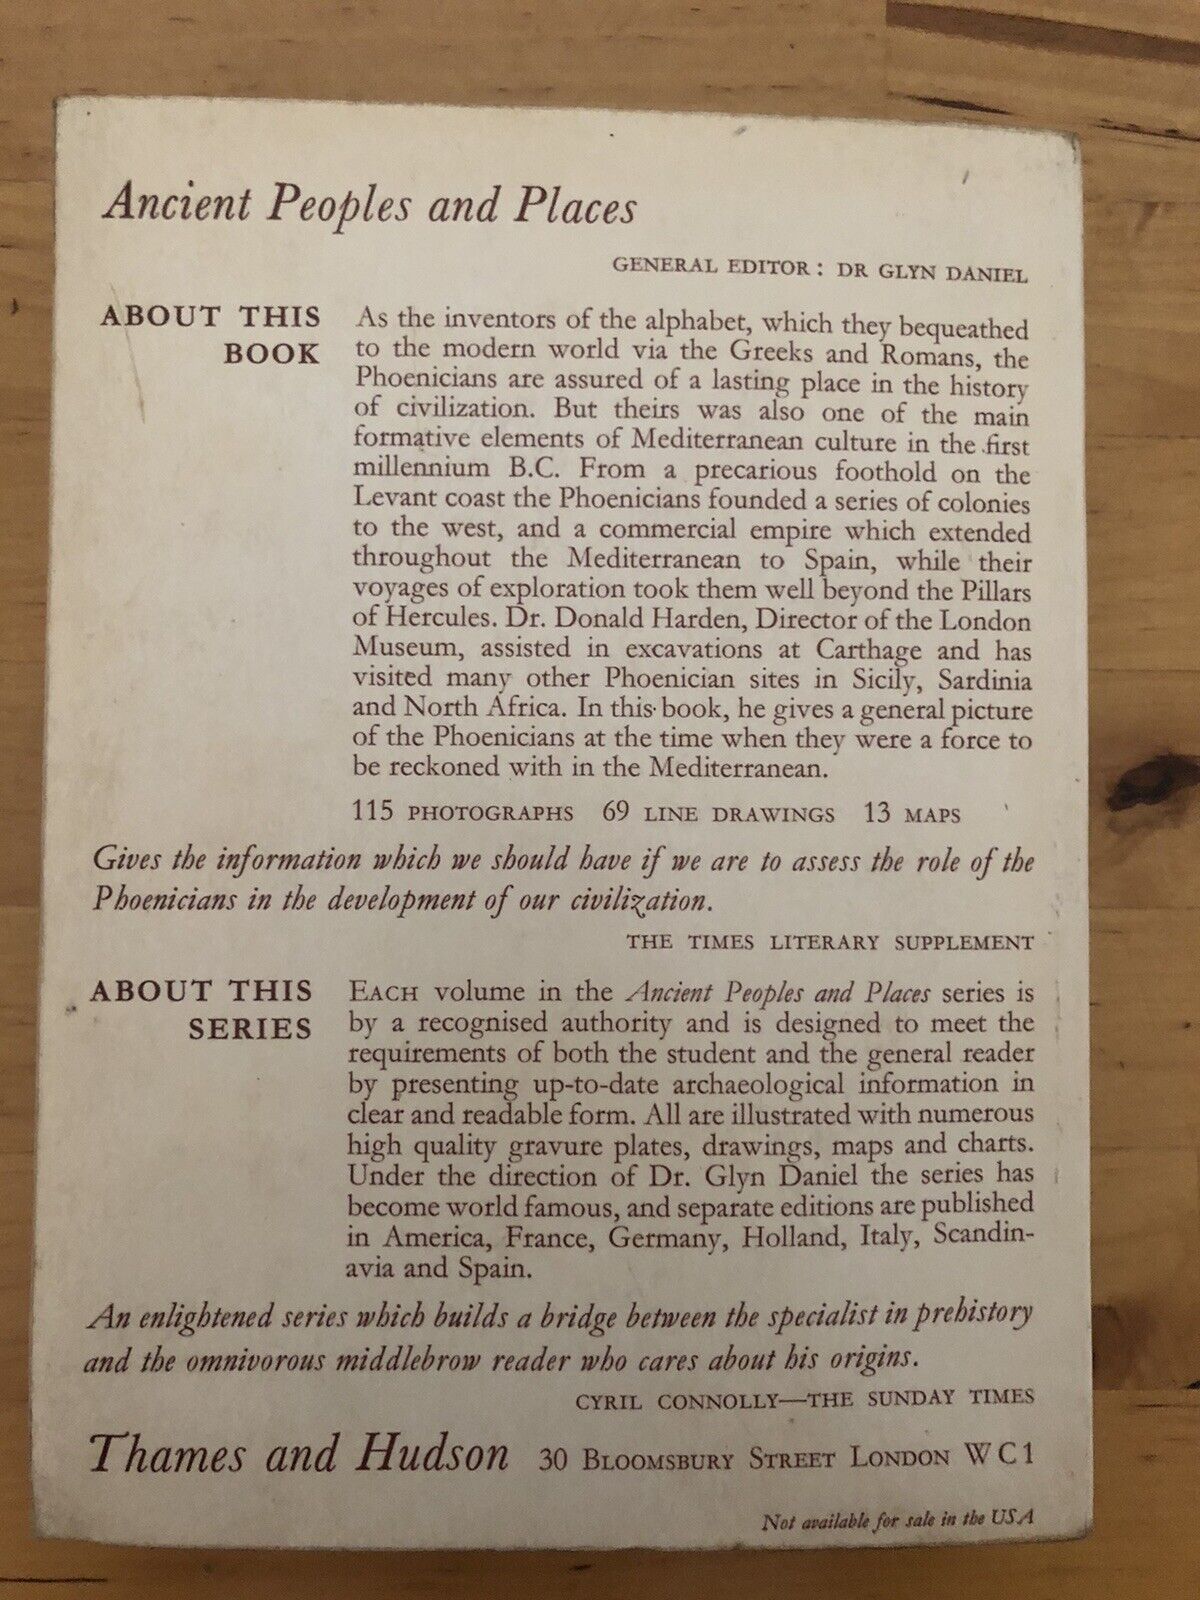 Ancient Peoples and Places
GENERAL EDITOR: DR GLYN DANIEL
ABOUT THIS
BOOK
As the inventors of the alphabet, which they bequeathed
to the modern world via the Greeks and Romans, the
Phoenicians are assured of a lasting place in the history
of civilization. But theirs was also one of the main
formative elements of Mediterranean culture in the first
millennium B.C. From a precarious foothold on the
Levant coast the Phoenicians founded a series of colonies
to the west, and a commercial empire which extended
throughout the Mediterranean to Spain, while their
voyages of exploration took them well beyond the Pillars
of Hercules. Dr. Donald Harden, Director of the London
Museum, assisted in excavations at Carthage and has
visited many other Phoenician sites in Sicily, Sardinia
and North Africa. In this book, he gives a general picture
of the Phoenicians at the time when they were a force to
be reckoned with in the Mediterranean.
115 PHOTOGRAPHS 69 LINE DRAWINGS 13 MAPS
Gives the information which we should have if we are to assess the role of the
Phoenicians in the development of our civilization.
THE TIMES LITERARY SUPPLEMENT
ABOUT THIS
SERIES
EACH volume in the Ancient Peoples and Places series is
by a recognised authority and is designed to meet the
requirements of both the student and the general reader
by presenting up-to-date archaeological information in
clear and readable form. All are illustrated with numerous
high quality gravure plates, drawings, maps and charts.
Under the direction of Dr. Glyn Daniel the series has
become world famous, and separate editions are published
in America, France, Germany, Holland, Italy, Scandin-
avia and Spain.
An enlightened series which builds a bridge between the specialist in prehistory
and the omnivorous middlebrow reader who cares about his origins.
CYRIL CONNOLLY—THE SUNDAY TIMES
Thames and Hudson 30 BLOOMSBURY STREET LONDON WC1
Not available for sale in the USA